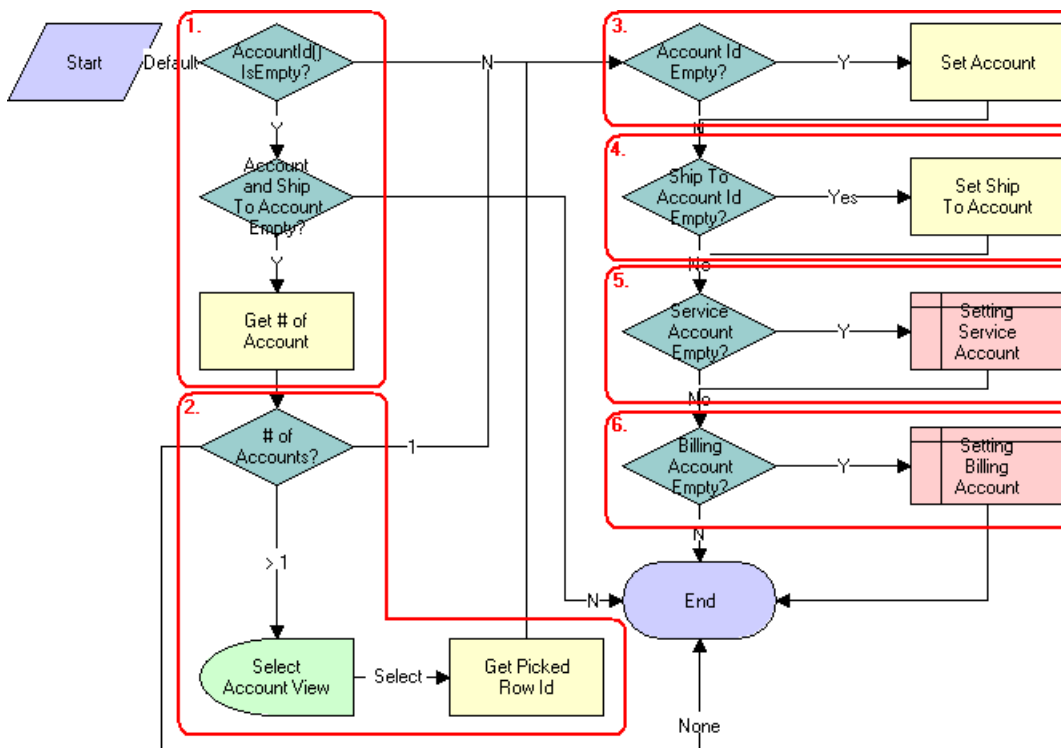 1.
Start
Default
AccountId()
IsEmpty?
N
Y
Account
and Ship
To Account
Empty?
Y
Get # of
Account
2.
# of
Accounts?
1
> 1
Select
Account View
Select
Get Picked
Row Id
3.
Account Id
Empty?
Y
Set Account
N
4.
Ship To
Account Id
Empty?
Yes
Set Ship
To Account
No
5.
Service
Account
Empty?
Y
Setting
Service
Account
No
6.
Billing
Account
Empty?
Y
Setting
Billing
Account
N
N
End
None